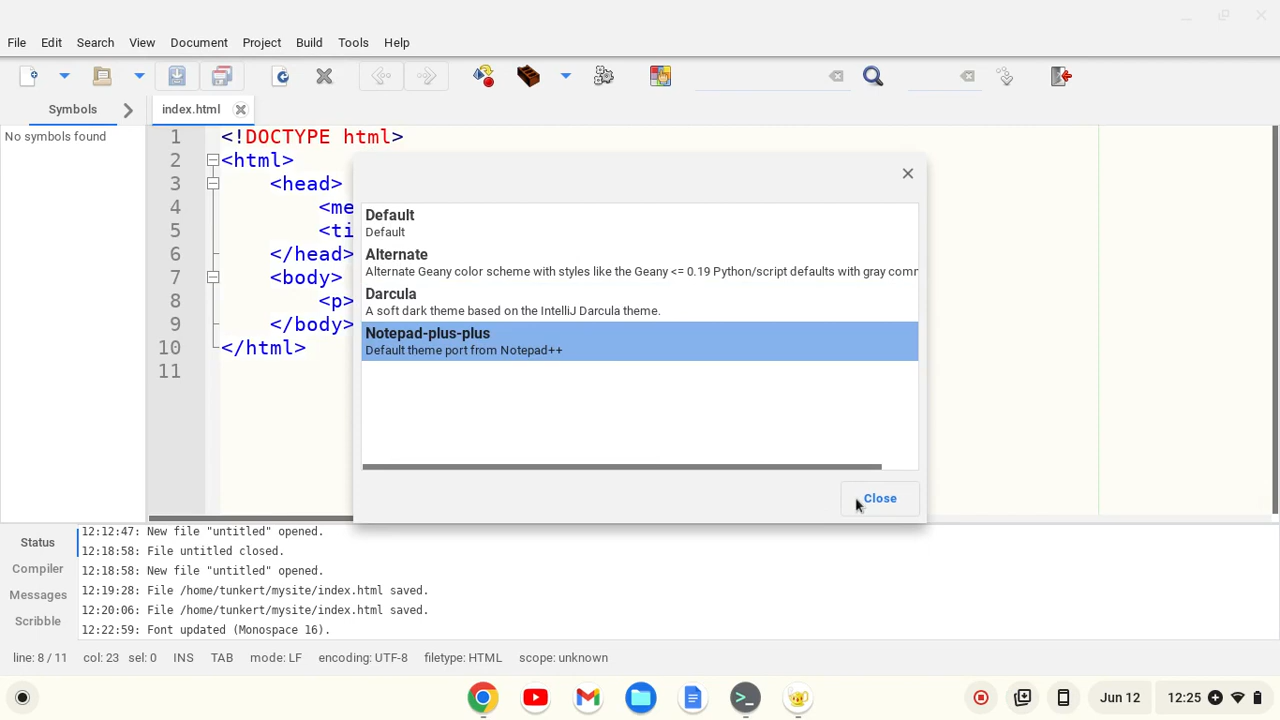 File Edit Search View Document Project Build Tools Help
Symbols
index.html
No symbols found
1 <!DOCTYPE html>
2 <html>
3 <head>
4 <me
5 <ti
6 </head>
7 <body>
8 <p>
9 </body>
10 </html>
11
Default
Default
Alternate
Alternate Geany color scheme with styles like the Geany <= 0.19 Python/script defaults with gray comr
Darcula
A soft dark theme based on the IntelliJ Darcula theme.
Notepad-plus-plus
Default theme port from Notepad++
Close
Status
Compiler
Messages
Scribble
12:12:47: New file "untitled" opened.
12:18:58: File untitled closed.
12:18:58: New file "untitled" opened.
12:19:28: File /home/tunkert/mysite/index.html saved.
12:20:06: File /home/tunkert/mysite/index.html saved.
12:22:59: Font updated (Monospace 16).
line: 8 / 11 col: 23 sel: 0 INS TAB mode: LF encoding: UTF-8 filetype: HTML scope: unknown
Jun 12 12:25